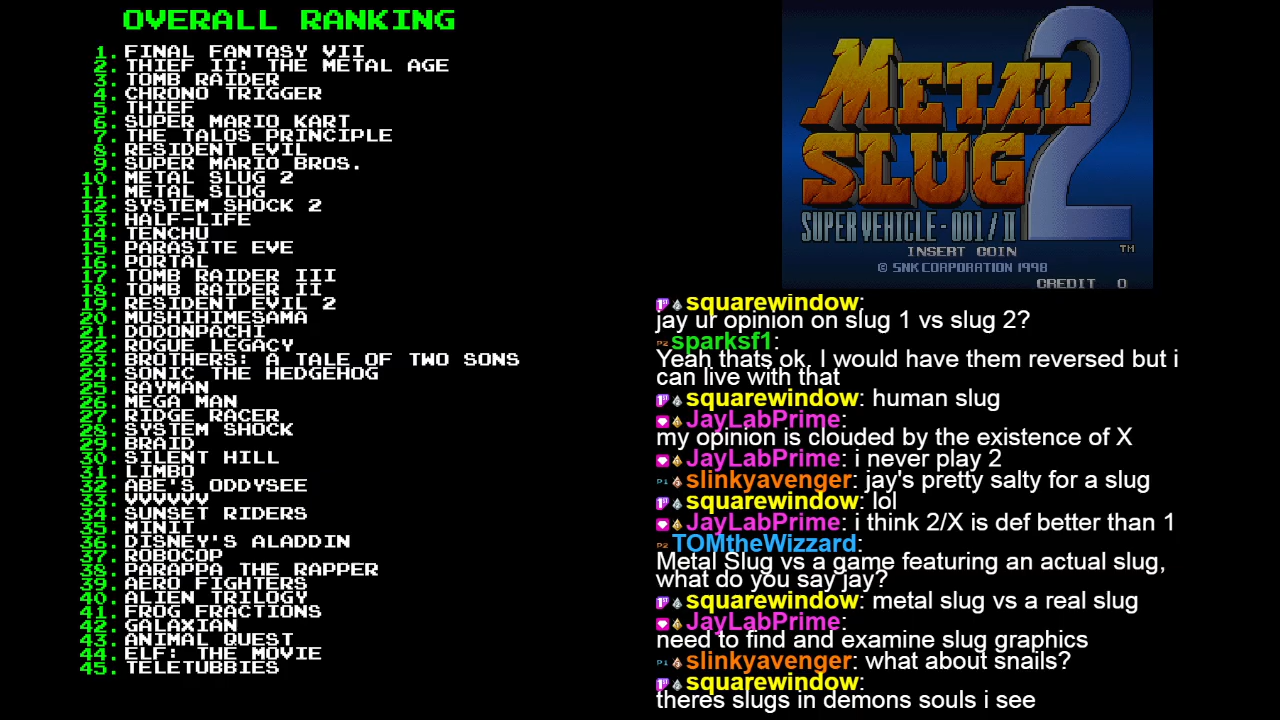 OVERALL RANKING
1. FINAL FANTASY VII
2. THIEF II: THE METAL AGE
3. TOMB RAIDER
4. CHRONO TRIGGER
5. THIEF
6. SUPER MARIO KART
7. THE TALOS PRINCIPLE
8. RESIDENT EVIL
9. SUPER MARIO BROS.
10. METAL SLUG 2
11. METAL SLUG
12. SYSTEM SHOCK 2
13. HALF-LIFE
14. TENCHU
15. PARASITE EVE
16. PORTAL
17. TOMB RAIDER III
18. TOMB RAIDER II
19. RESIDENT EVIL 2
20. MUSHIHIMESAMA
21. DODONPACHI
22. ROGUE LEGACY
23. BROTHERS: A TALE OF TWO SONS
24. SONIC THE HEDGEHOG
25. RAYMAN
26. MEGA MAN
27. RIDGE RACER
28. SYSTEM SHOCK
29. BRAID
30. SILENT HILL
31. LIMBO
32. ABE'S ODDYSEE
33. VVVVVV
34. SUNSET RIDERS
35. MINIT
36. DISNEY'S ALADDIN
37. ROBOCOP
38. PARAPPA THE RAPPER
39. AERO FIGHTERS
40. ALIEN TRILOGY
41. FROG FRACTIONS
42. GALAXIAN
43. ANIMAL QUEST
44. ELF: THE MOVIE
45. TELETUBBIES
METAL
SLUG 2
SUPER VEHICLE-001/II
TM
INSERT COIN
© SNK CORPORATION 1998
CREDIT 0
1st squarewindow:
jay ur opinion on slug 1 vs slug 2?
P2 sparksf1:
Yeah thats ok, I would have them reversed but i
can live with that
1st squarewindow: human slug
JayLabPrime:
my opinion is clouded by the existence of X
JayLabPrime: i never play 2
P1 slinkyavenger: jay's pretty salty for a slug
1st squarewindow: lol
JayLabPrime: i think 2/X is def better than 1
P2 TOMtheWizzard:
Metal Slug vs a game featuring an actual slug,
what do you say jay?
1st squarewindow: metal slug vs a real slug
JayLabPrime:
need to find and examine slug graphics
P1 slinkyavenger: what about snails?
1st squarewindow:
theres slugs in demons souls i see